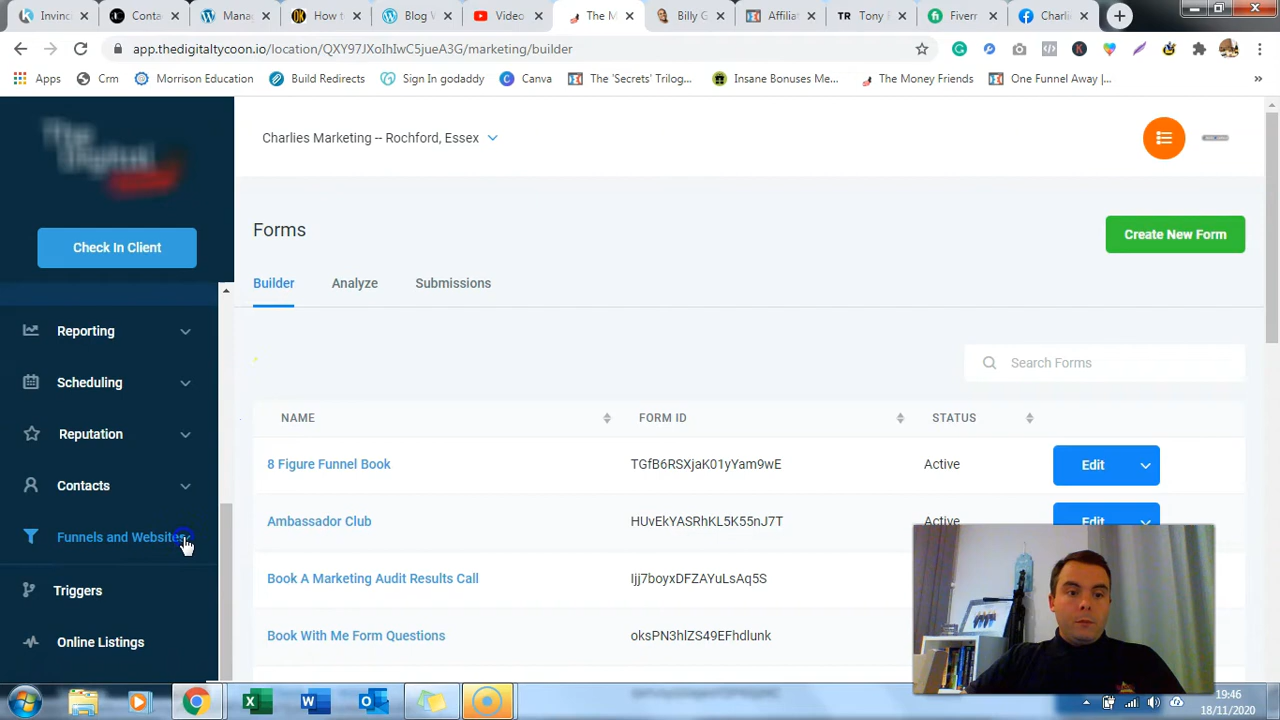 Invinc
Conta
Manag
How to
Blog V
Video
The M
Billy G
Affilia
Tony F
Fiverr
Charli
app.thedigitaltycoon.io/location/QXY97JXoIhIwC5jueA3G/marketing/builder
Apps
Crm
Morrison Education
Build Redirects
Sign In godaddy
Canva
The 'Secrets' Trilog...
Insane Bonuses Me...
The Money Friends
One Funnel Away |...
»
The
Digital
Charlies Marketing -- Rochford, Essex
Check In Client
Forms
Create New Form
Builder
Analyze
Submissions
Reporting
Search Forms
Scheduling
NAME
FORM ID
STATUS
Reputation
8 Figure Funnel Book
TGfB6RSXjaK01yYam9wE
Active
Edit
Contacts
Ambassador Club
HUvEkYASRhKL5K55nJ7T
Active
Edit
Funnels and Websites
Book A Marketing Audit Results Call
Ijj7boyxDFZAYuLsAq5S
Triggers
Book With Me Form Questions
oksPN3hlZS49EFhdlunk
Online Listings
19:46
18/11/2020